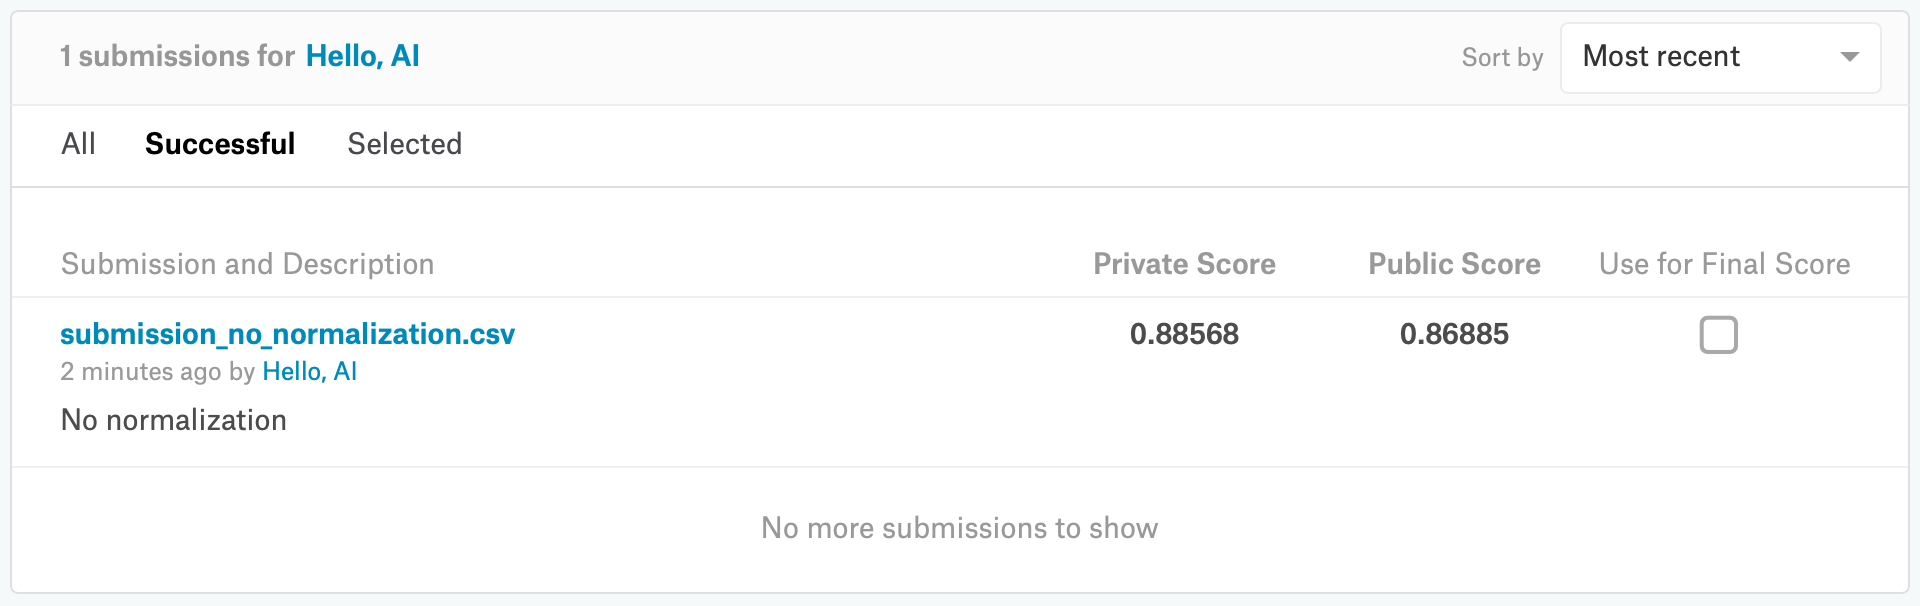 1 submissions for Hello, AI
Sort by Most recent
All Successful Selected
Submission and Description Private Score Public Score Use for Final Score
submission_no_normalization.csv 0.88568 0.86885
2 minutes ago by Hello, AI
No normalization
No more submissions to show